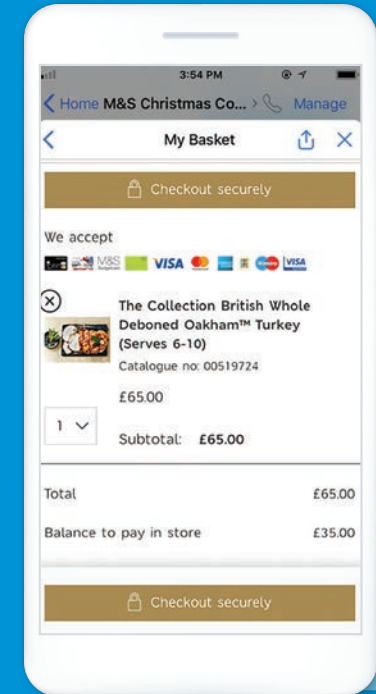 3:54 PM
Home M&S Christmas Co... Manage
My Basket
Checkout securely
We accept
M&S VISA VISA
The Collection British Whole
Deboned Oakham™ Turkey
(Serves 6-10)
Catalogue no: 00519724
£65.00
1
Subtotal: £65.00
Total £65.00
Balance to pay in store £35.00
Checkout securely